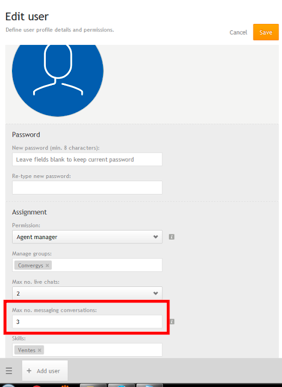 Edit user
Define user profile details and permissions.
Cancel
Save
Password
New password (min. 8 characters):
Leave fields blank to keep current password
Re-type new password:
Assignment
Permission:
Agent manager
Manage groups:
Convergys ×
Max no. live chats:
2
Max no. messaging conversations:
3
Skills:
Ventes ×
+ Add user